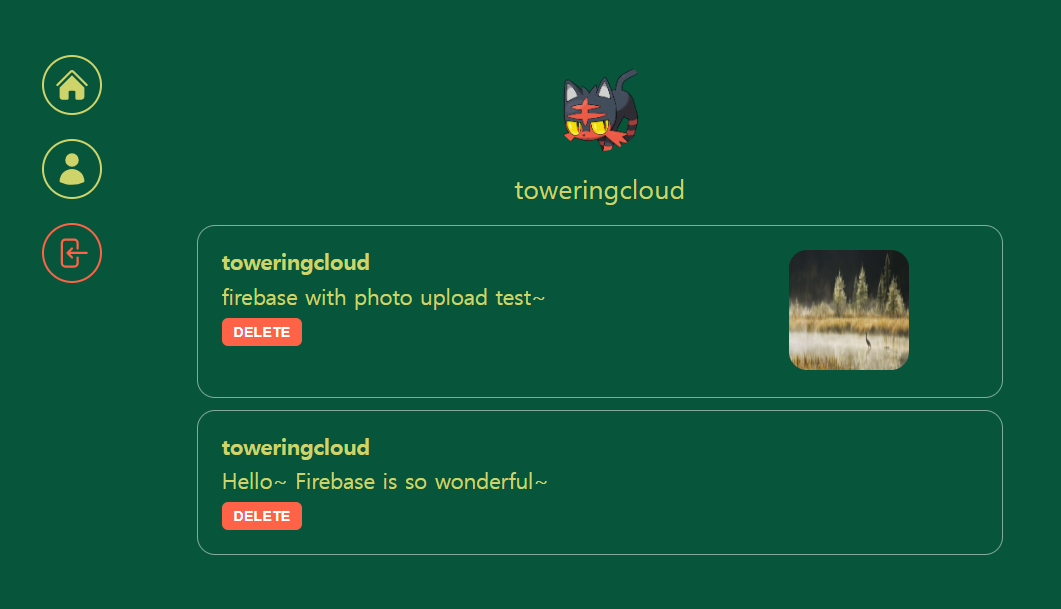 toweringcloud
toweringcloud
firebase with photo upload test~
DELETE
toweringcloud
Hello~ Firebase is so wonderful~
DELETE